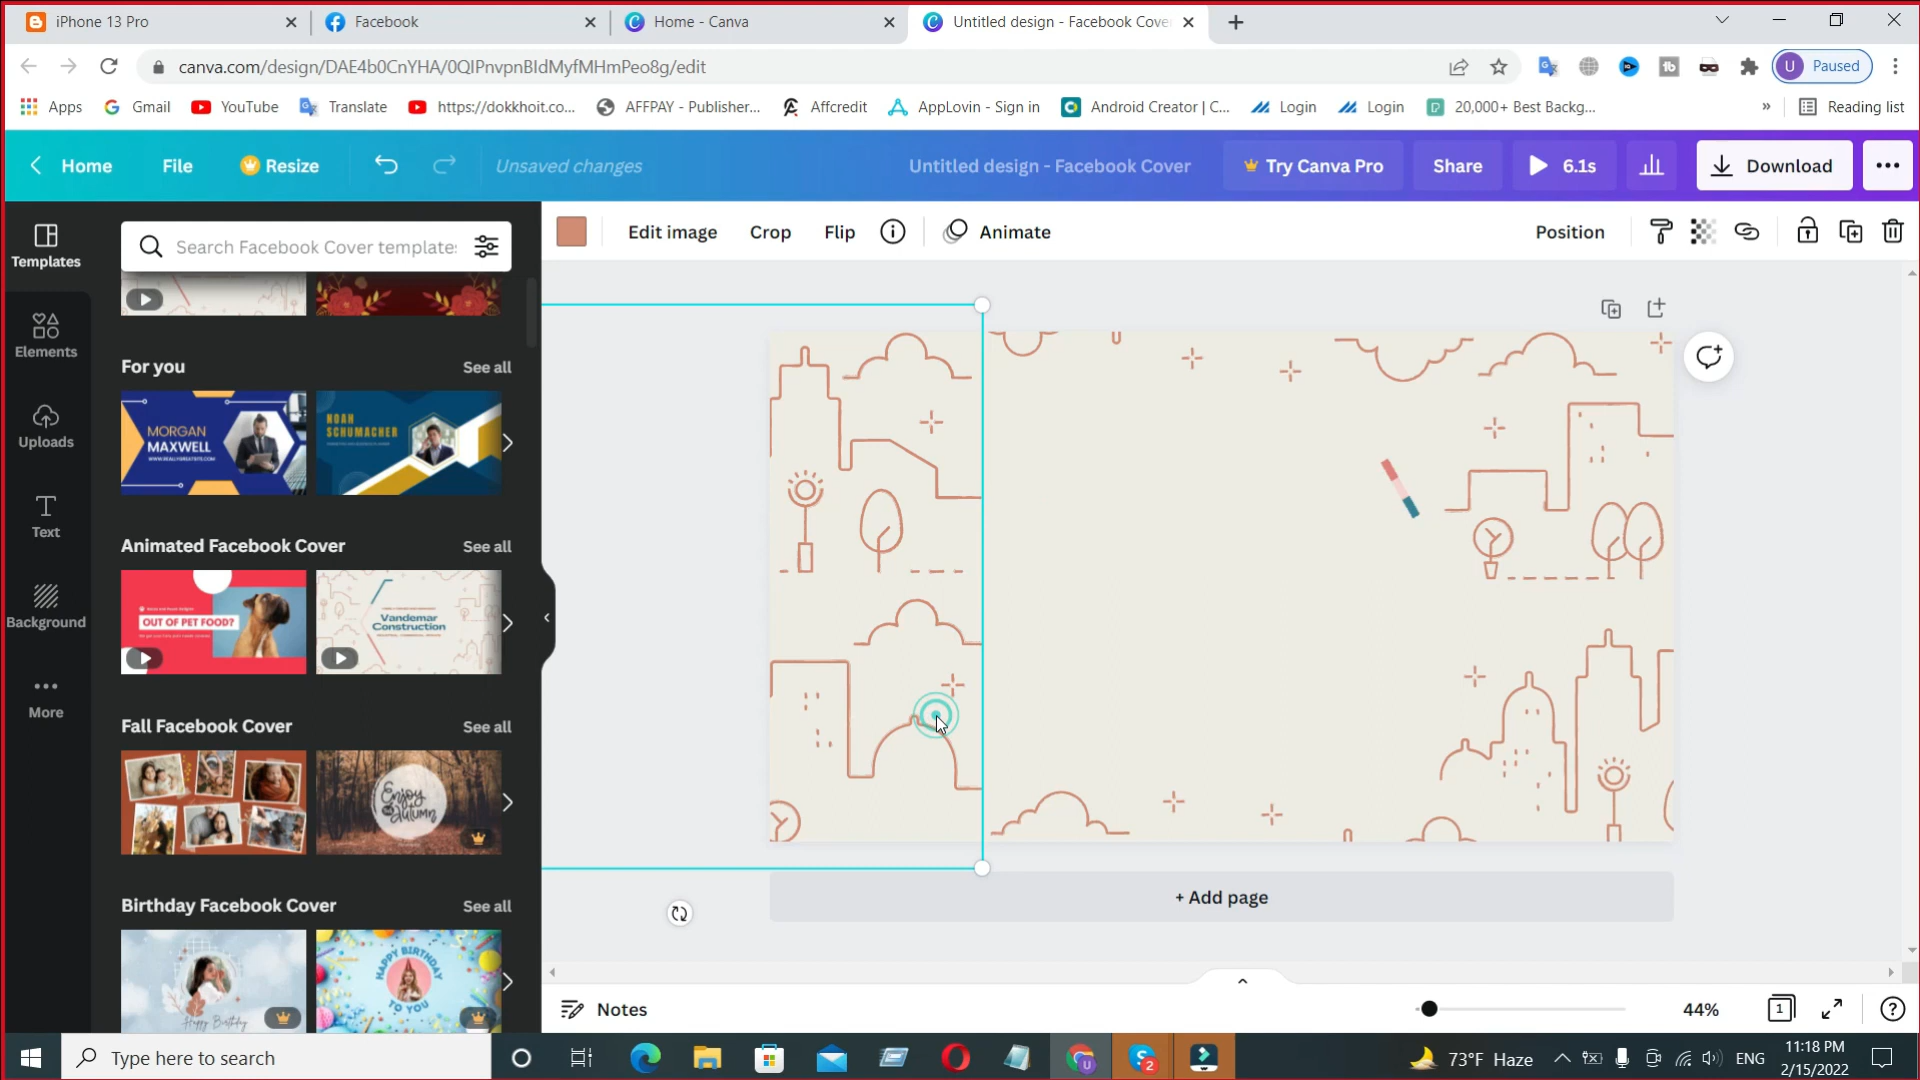 iPhone 13 Pro
Facebook
Home - Canva
Untitled design - Facebook Cove
canva.com/design/DAE4b0CnYHA/0QIPnvpnBIdMyfMHmPeo8g/edit
Paused
Apps
Gmail
YouTube
Translate
https://dokkhoit.co...
AFFPAY - Publisher...
Affcredit
AppLovin - Sign in
Android Creator | C...
Login
Login
20,000+ Best Backg...
Reading list
Home
File
Resize
Unsaved changes
Untitled design - Facebook Cover
Try Canva Pro
Share
6.1s
Download
Templates
Elements
Uploads
Text
Background
More
Search Facebook Cover templates
Edit image
Crop
Flip
Animate
Position
For you
See all
MORGAN
MAXWELL
NOAH
SCHUMACHER
Animated Facebook Cover
See all
OUT OF PET FOOD?
Vandemar
Construction
Fall Facebook Cover
See all
Enjoy
autumn
Birthday Facebook Cover
See all
Happy Birthday
HAPPY BIRTHDAY
TO YOU
+ Add page
Notes
44%
1
Type here to search
2
73°F Haze
ENG
11:18 PM
2/15/2022